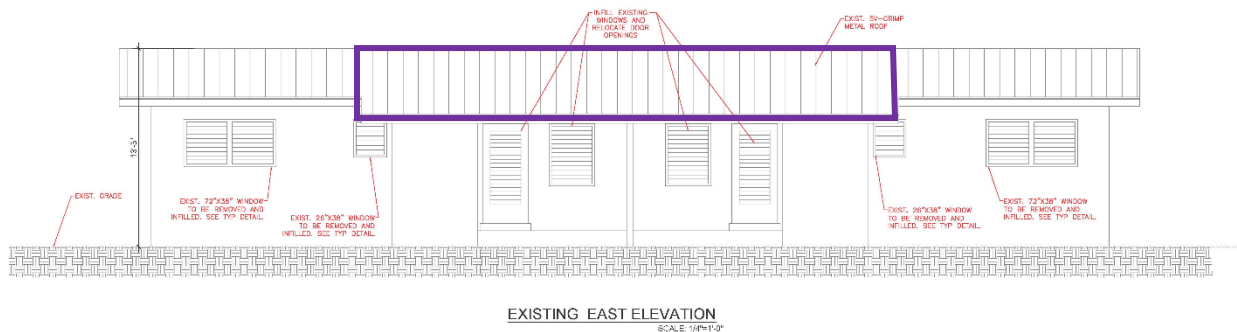 INFILL EXISTING
WINDOWS AND
RELOCATE DOOR
OPENINGS
EXIST. 5V-CRIMP
METAL ROOF
13'-3"
EXIST. GRADE
EXIST. 72"X38" WINDOW
TO BE REMOVED AND
INFILLED. SEE TYP DETAIL.
EXIST. 26"X38" WINDOW
TO BE REMOVED AND
INFILLED. SEE TYP DETAIL.
EXIST. 26"X38" WINDOW
TO BE REMOVED AND
INFILLED. SEE TYP DETAIL.
EXIST. 72"X38" WINDOW
TO BE REMOVED AND
INFILLED. SEE TYP DETAIL.
EXISTING EAST ELEVATION
SCALE: 1/4"=1'-0"